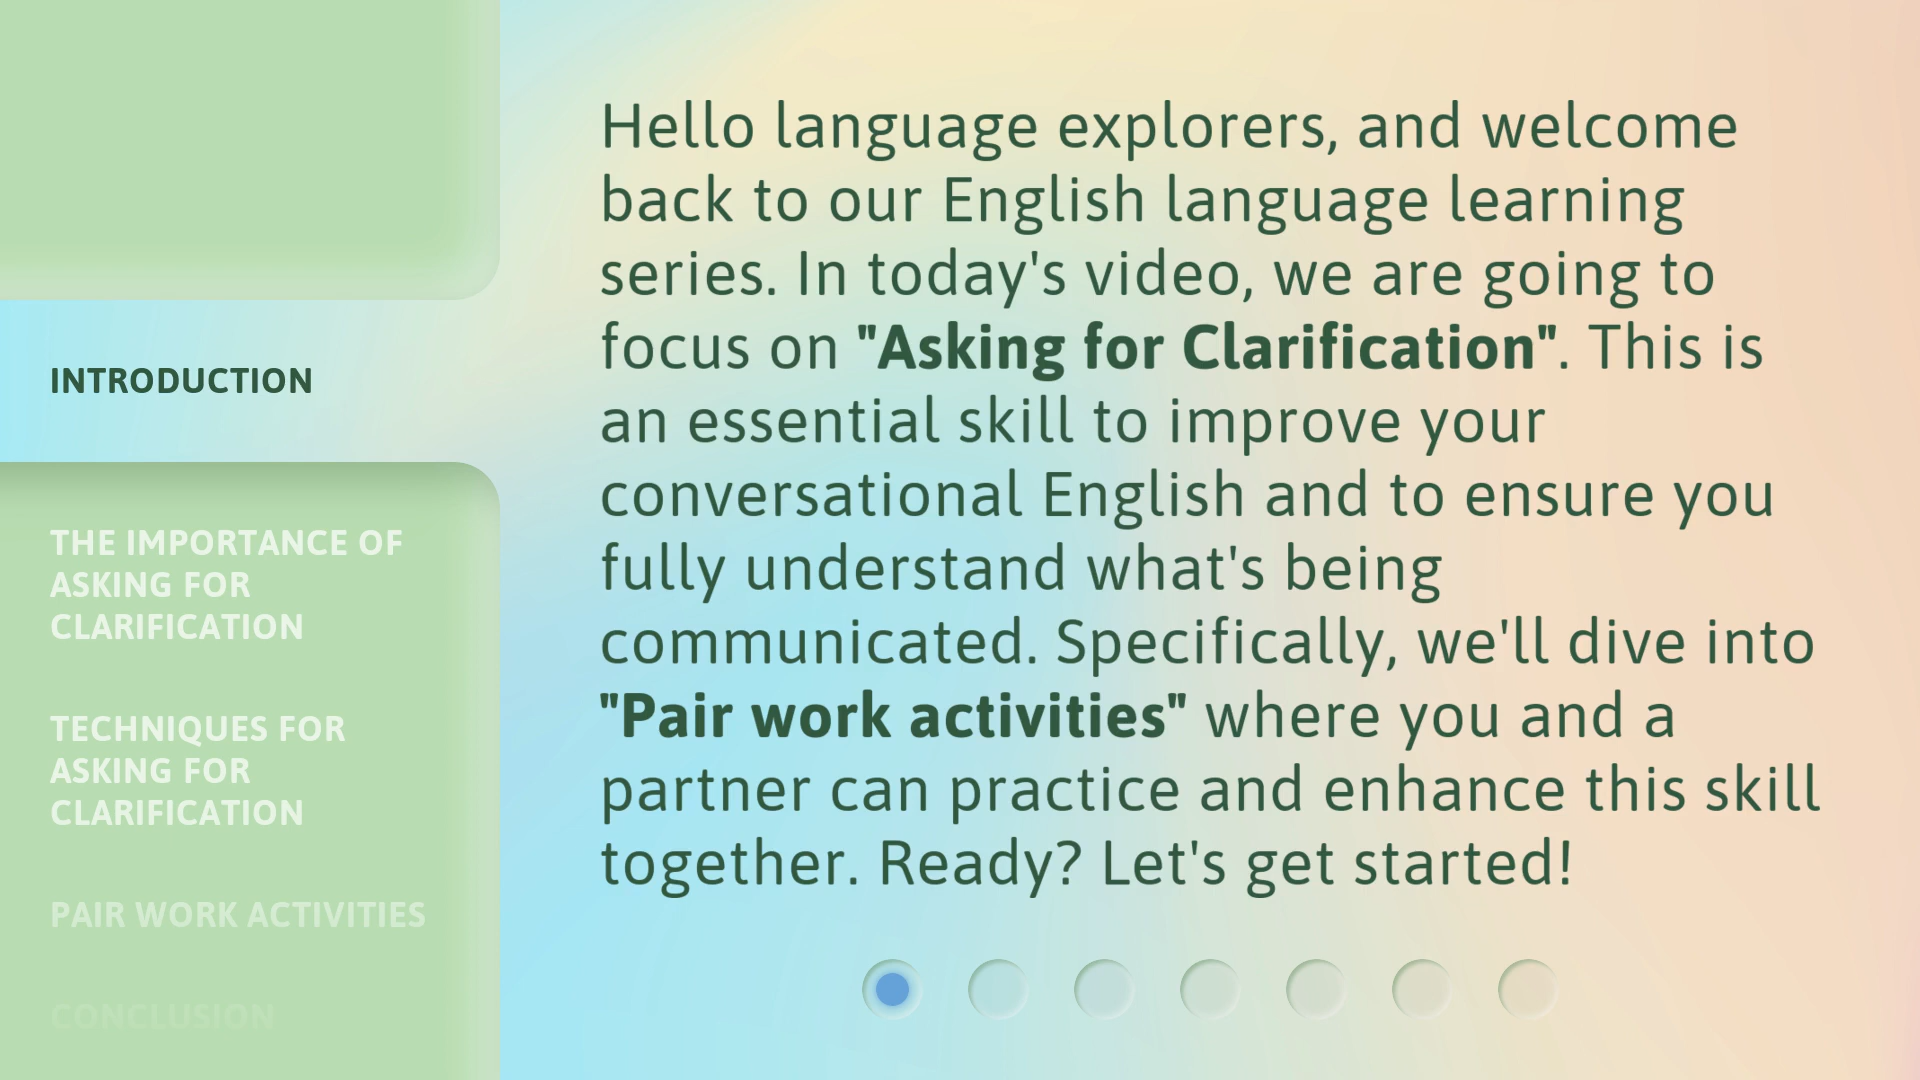 INTRODUCTION
THE IMPORTANCE OF
ASKING FOR
CLARIFICATION
TECHNIQUES FOR
ASKING FOR
CLARIFICATION
PAIR WORK ACTIVITIES
CONCLUSION
Hello language explorers, and welcome
back to our English language learning
series. In today's video, we are going to
focus on "Asking for Clarification". This is
an essential skill to improve your
conversational English and to ensure you
fully understand what's being
communicated. Specifically, we'll dive into
"Pair work activities" where you and a
partner can practice and enhance this skill
together. Ready? Let's get started!